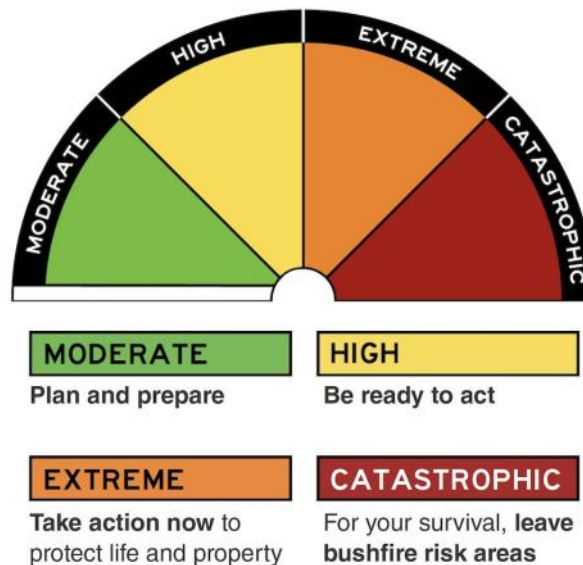 MODERATE
HIGH
EXTREME
CATASTROPHIC
MODERATE
Plan and prepare
HIGH
Be ready to act
EXTREME
Take action now to
protect life and property
CATASTROPHIC
For your survival, leave
bushfire risk areas